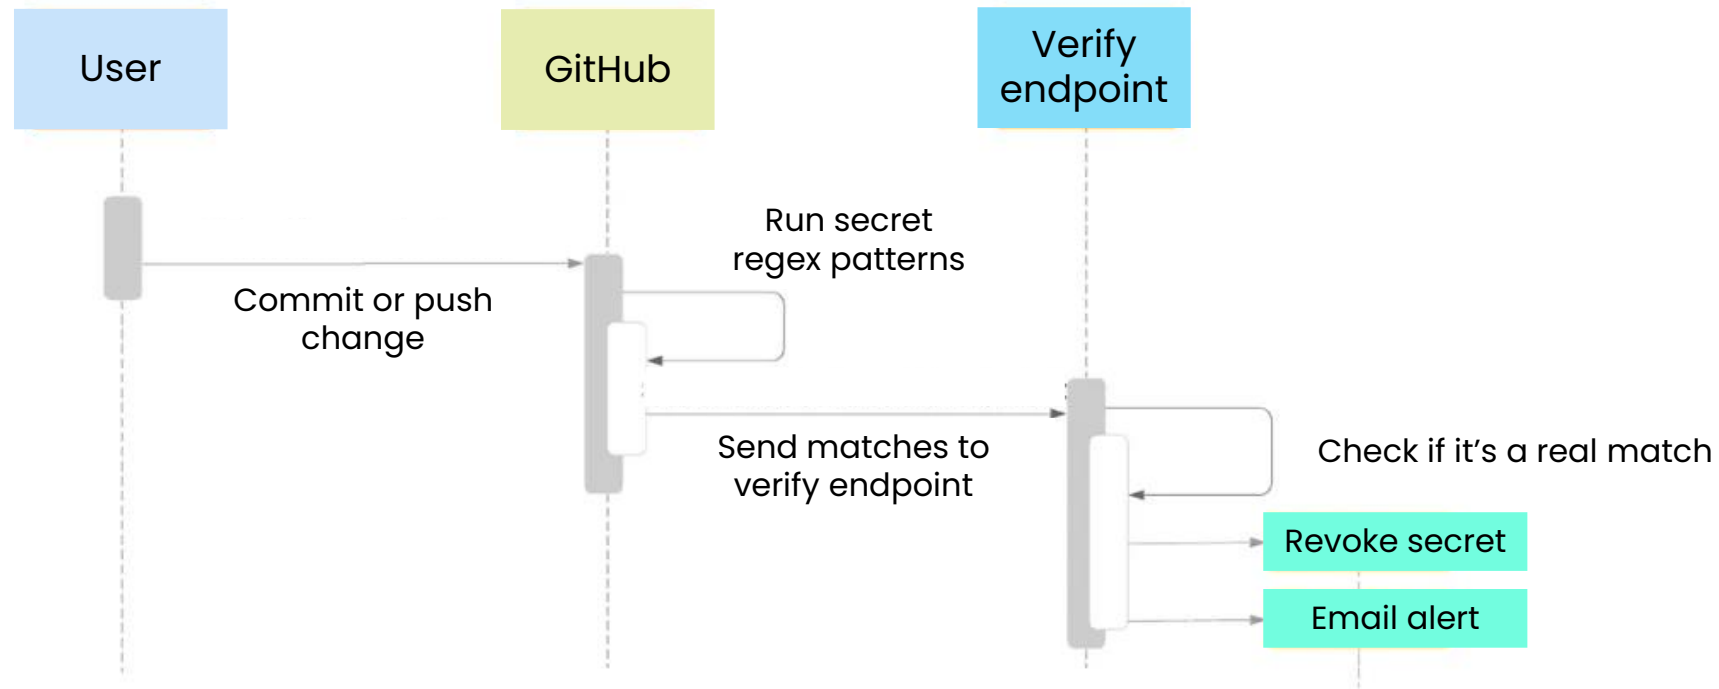 User
GitHub
Verify
endpoint
Run secret
regex patterns
Commit or push
change
Send matches to
verify endpoint
Check if it’s a real match
Revoke secret
Email alert